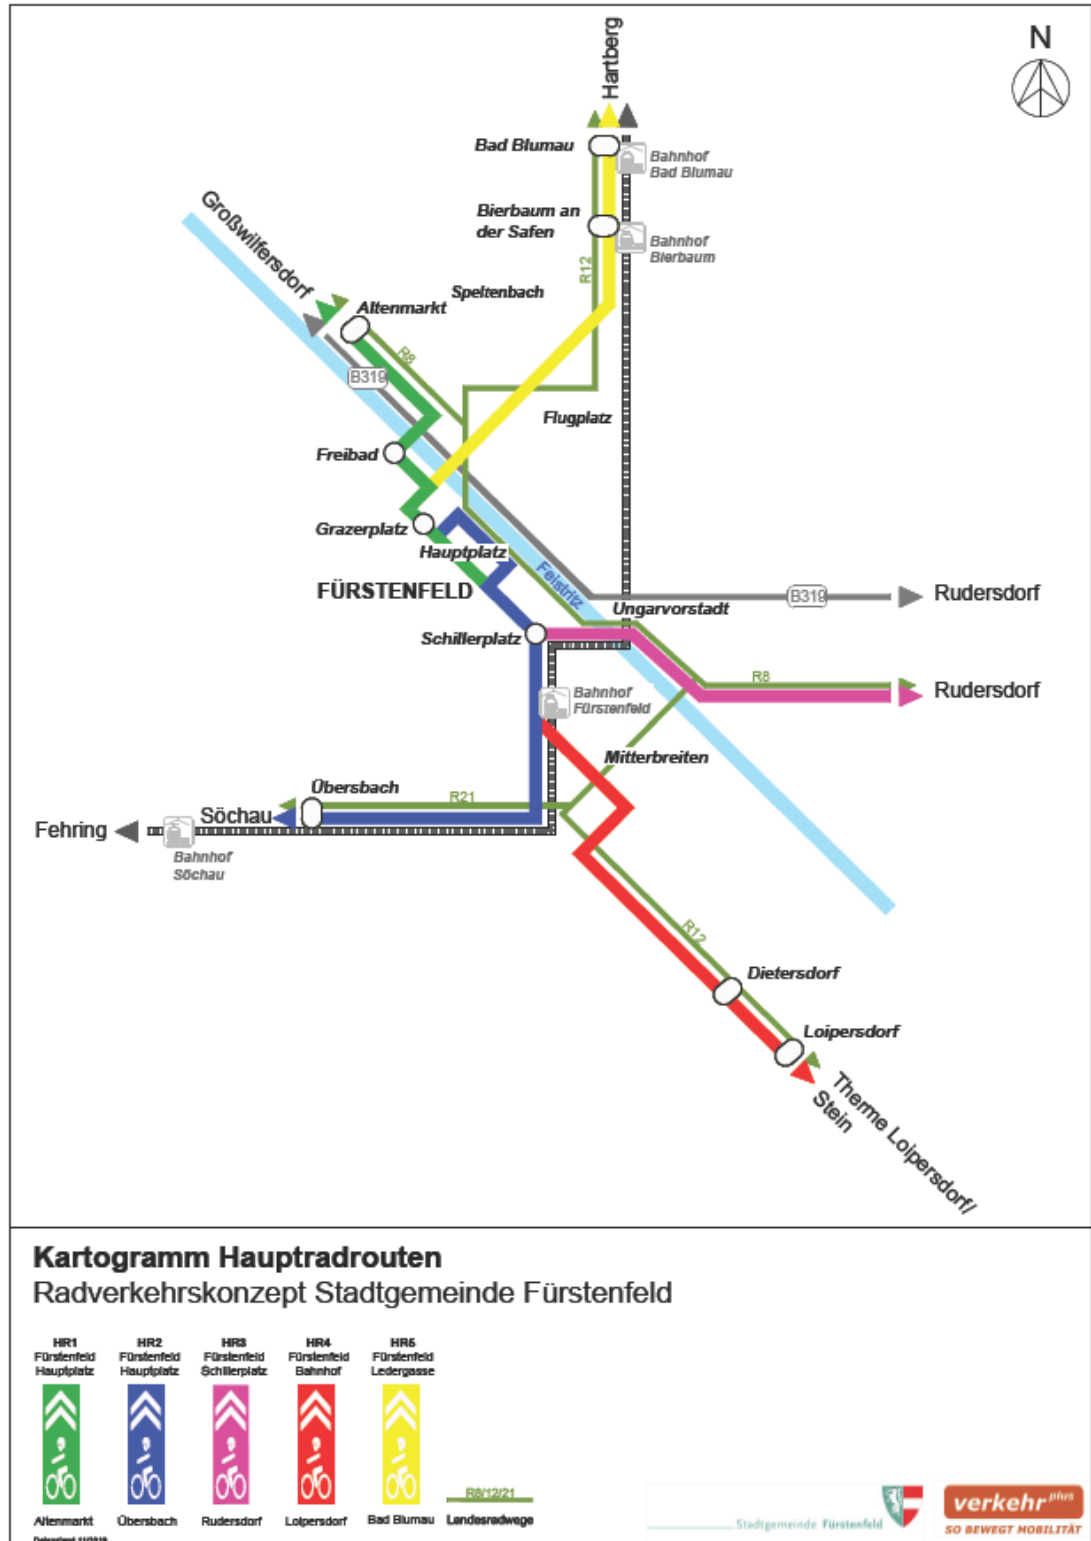 N
Hartberg
Bad Blumau
Bahnhof
Bad Blumau
Großwilfersdorf
Bierbaum an
der Safen
Bahnhof
Bierbaum
R12
Speltenbach
Altenmarkt
R8
B319
Flugplatz
Freibad
Grazerplatz
Hauptplatz
FÜRSTENFELD
Feistritz
B319
Rudersdorf
Ungarvorstadt
Schillerplatz
R8
Rudersdorf
Bahnhof
Fürstenfeld
Mitterbreiten
Übersbach
R21
Söchau
Fehring
Bahnhof
Söchau
R12
Dietersdorf
Loipersdorf
Therme Loipersdorf/
Stein
Kartogramm Hauptradrouten
Radverkehrskonzept Stadtgemeinde Fürstenfeld
HR1 HR2 HR3 HR4 HR5
Fürstenfeld Fürstenfeld Fürstenfeld Fürstenfeld Fürstenfeld
Hauptplatz Hauptplatz Schillerplatz Bahnhof Ledergasse
R8/12/21
Altenmarkt Übersbach Rudersdorf Loipersdorf Bad Blumau Landesradwege
Stadtgemeinde Fürstenfeld
verkehr plus
SO BEWEGT MOBILITÄT